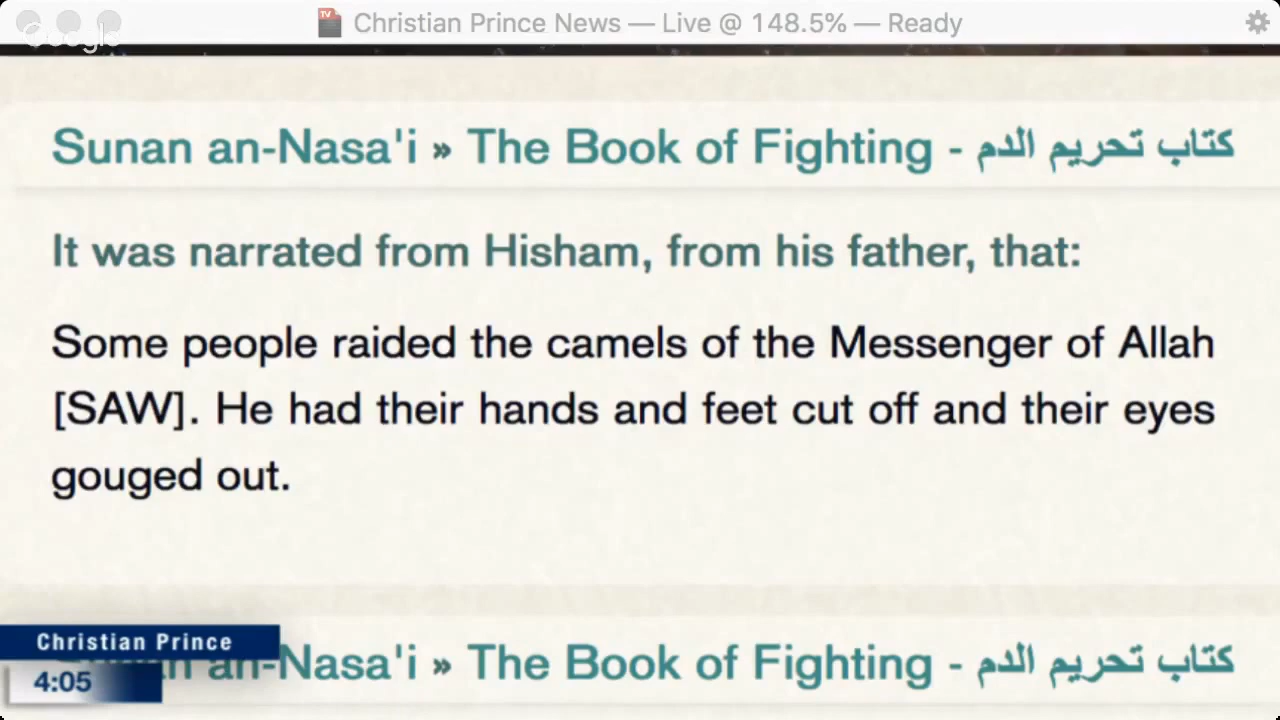 Christian Prince News — Live @ 148.5% — Ready
Google
Sunan an-Nasa'i » The Book of Fighting - كتاب تحريم الدم
It was narrated from Hisham, from his father, that:
Some people raided the camels of the Messenger of Allah
[SAW]. He had their hands and feet cut off and their eyes
gouged out.
Christian Prince
4:05
an-Nasa'i » The Book of Fighting - كتاب تحريم الدم